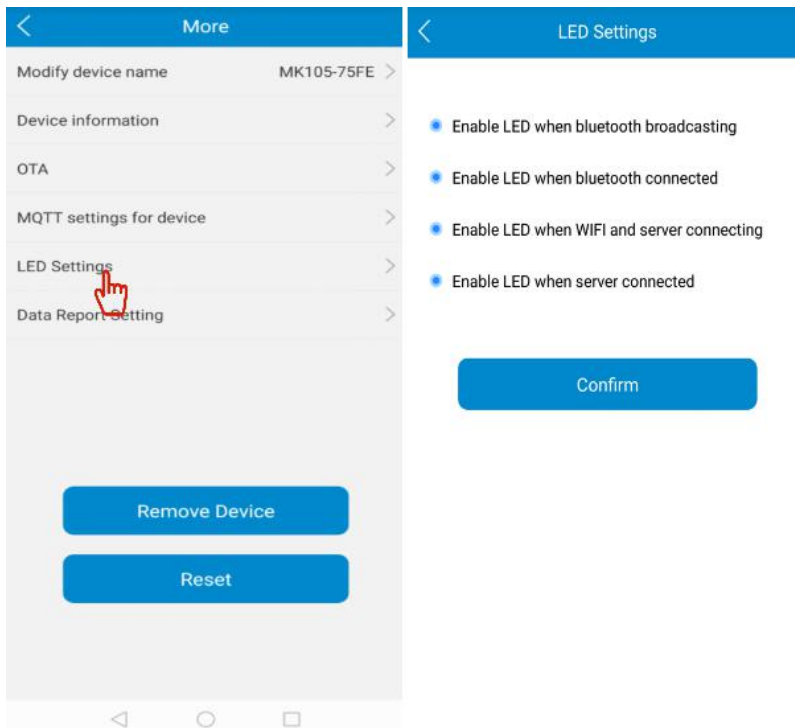 More
Modify device name MK105-75FE
Device information
OTA
MQTT settings for device
LED Settings
Data Report Setting
Remove Device
Reset
LED Settings
Enable LED when bluetooth broadcasting
Enable LED when bluetooth connected
Enable LED when WIFI and server connecting
Enable LED when server connected
Confirm